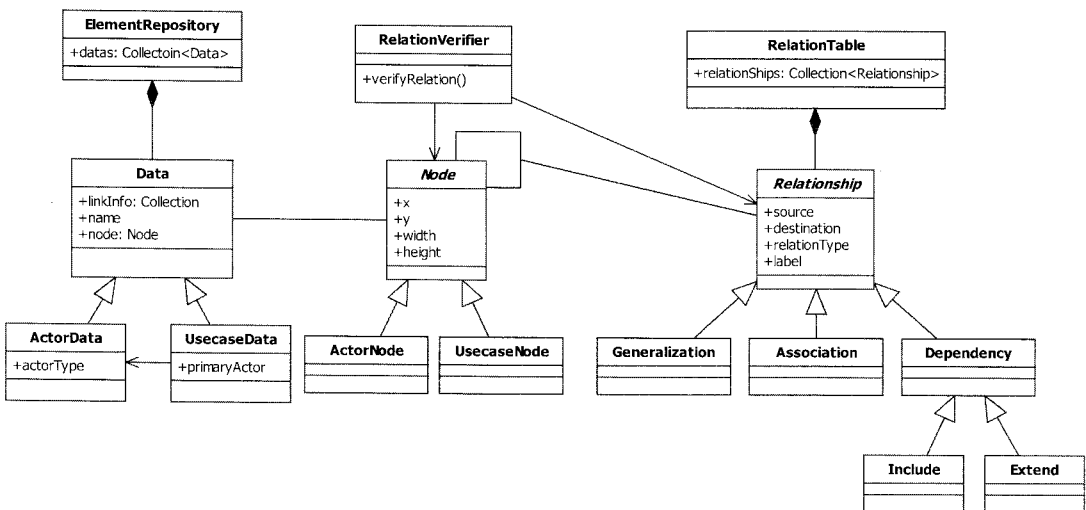 ElementRepository
+datas: Collectoin<Data>
RelationVerifier
+verifyRelation()
RelationTable
+relationShips: Collection<Relationship>
Data
+linkInfo: Collection
+name
+node: Node
Node
+x
+y
+width
+height
Relationship
+source
+destination
+relationType
+label
ActorData
+actorType
UsecaseData
+primaryActor
ActorNode
UsecaseNode
Generalization
Association
Dependency
Include
Extend